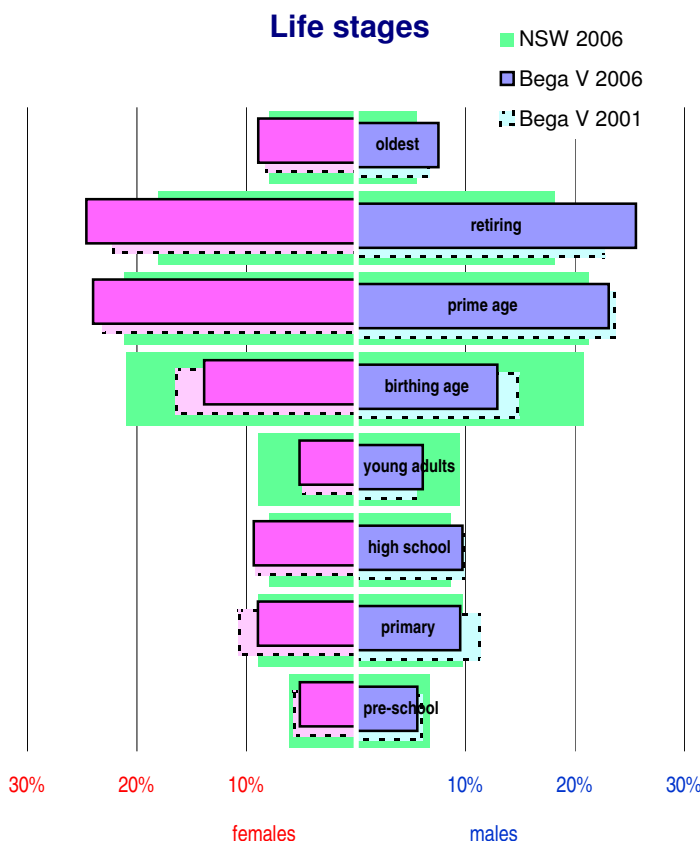 Life stages
NSW 2006
Bega V 2006
Bega V 2001
oldest
retiring
prime age
birthing age
young adults
high school
primary
pre-school
30% 20% 10% 10% 20% 30%
females males